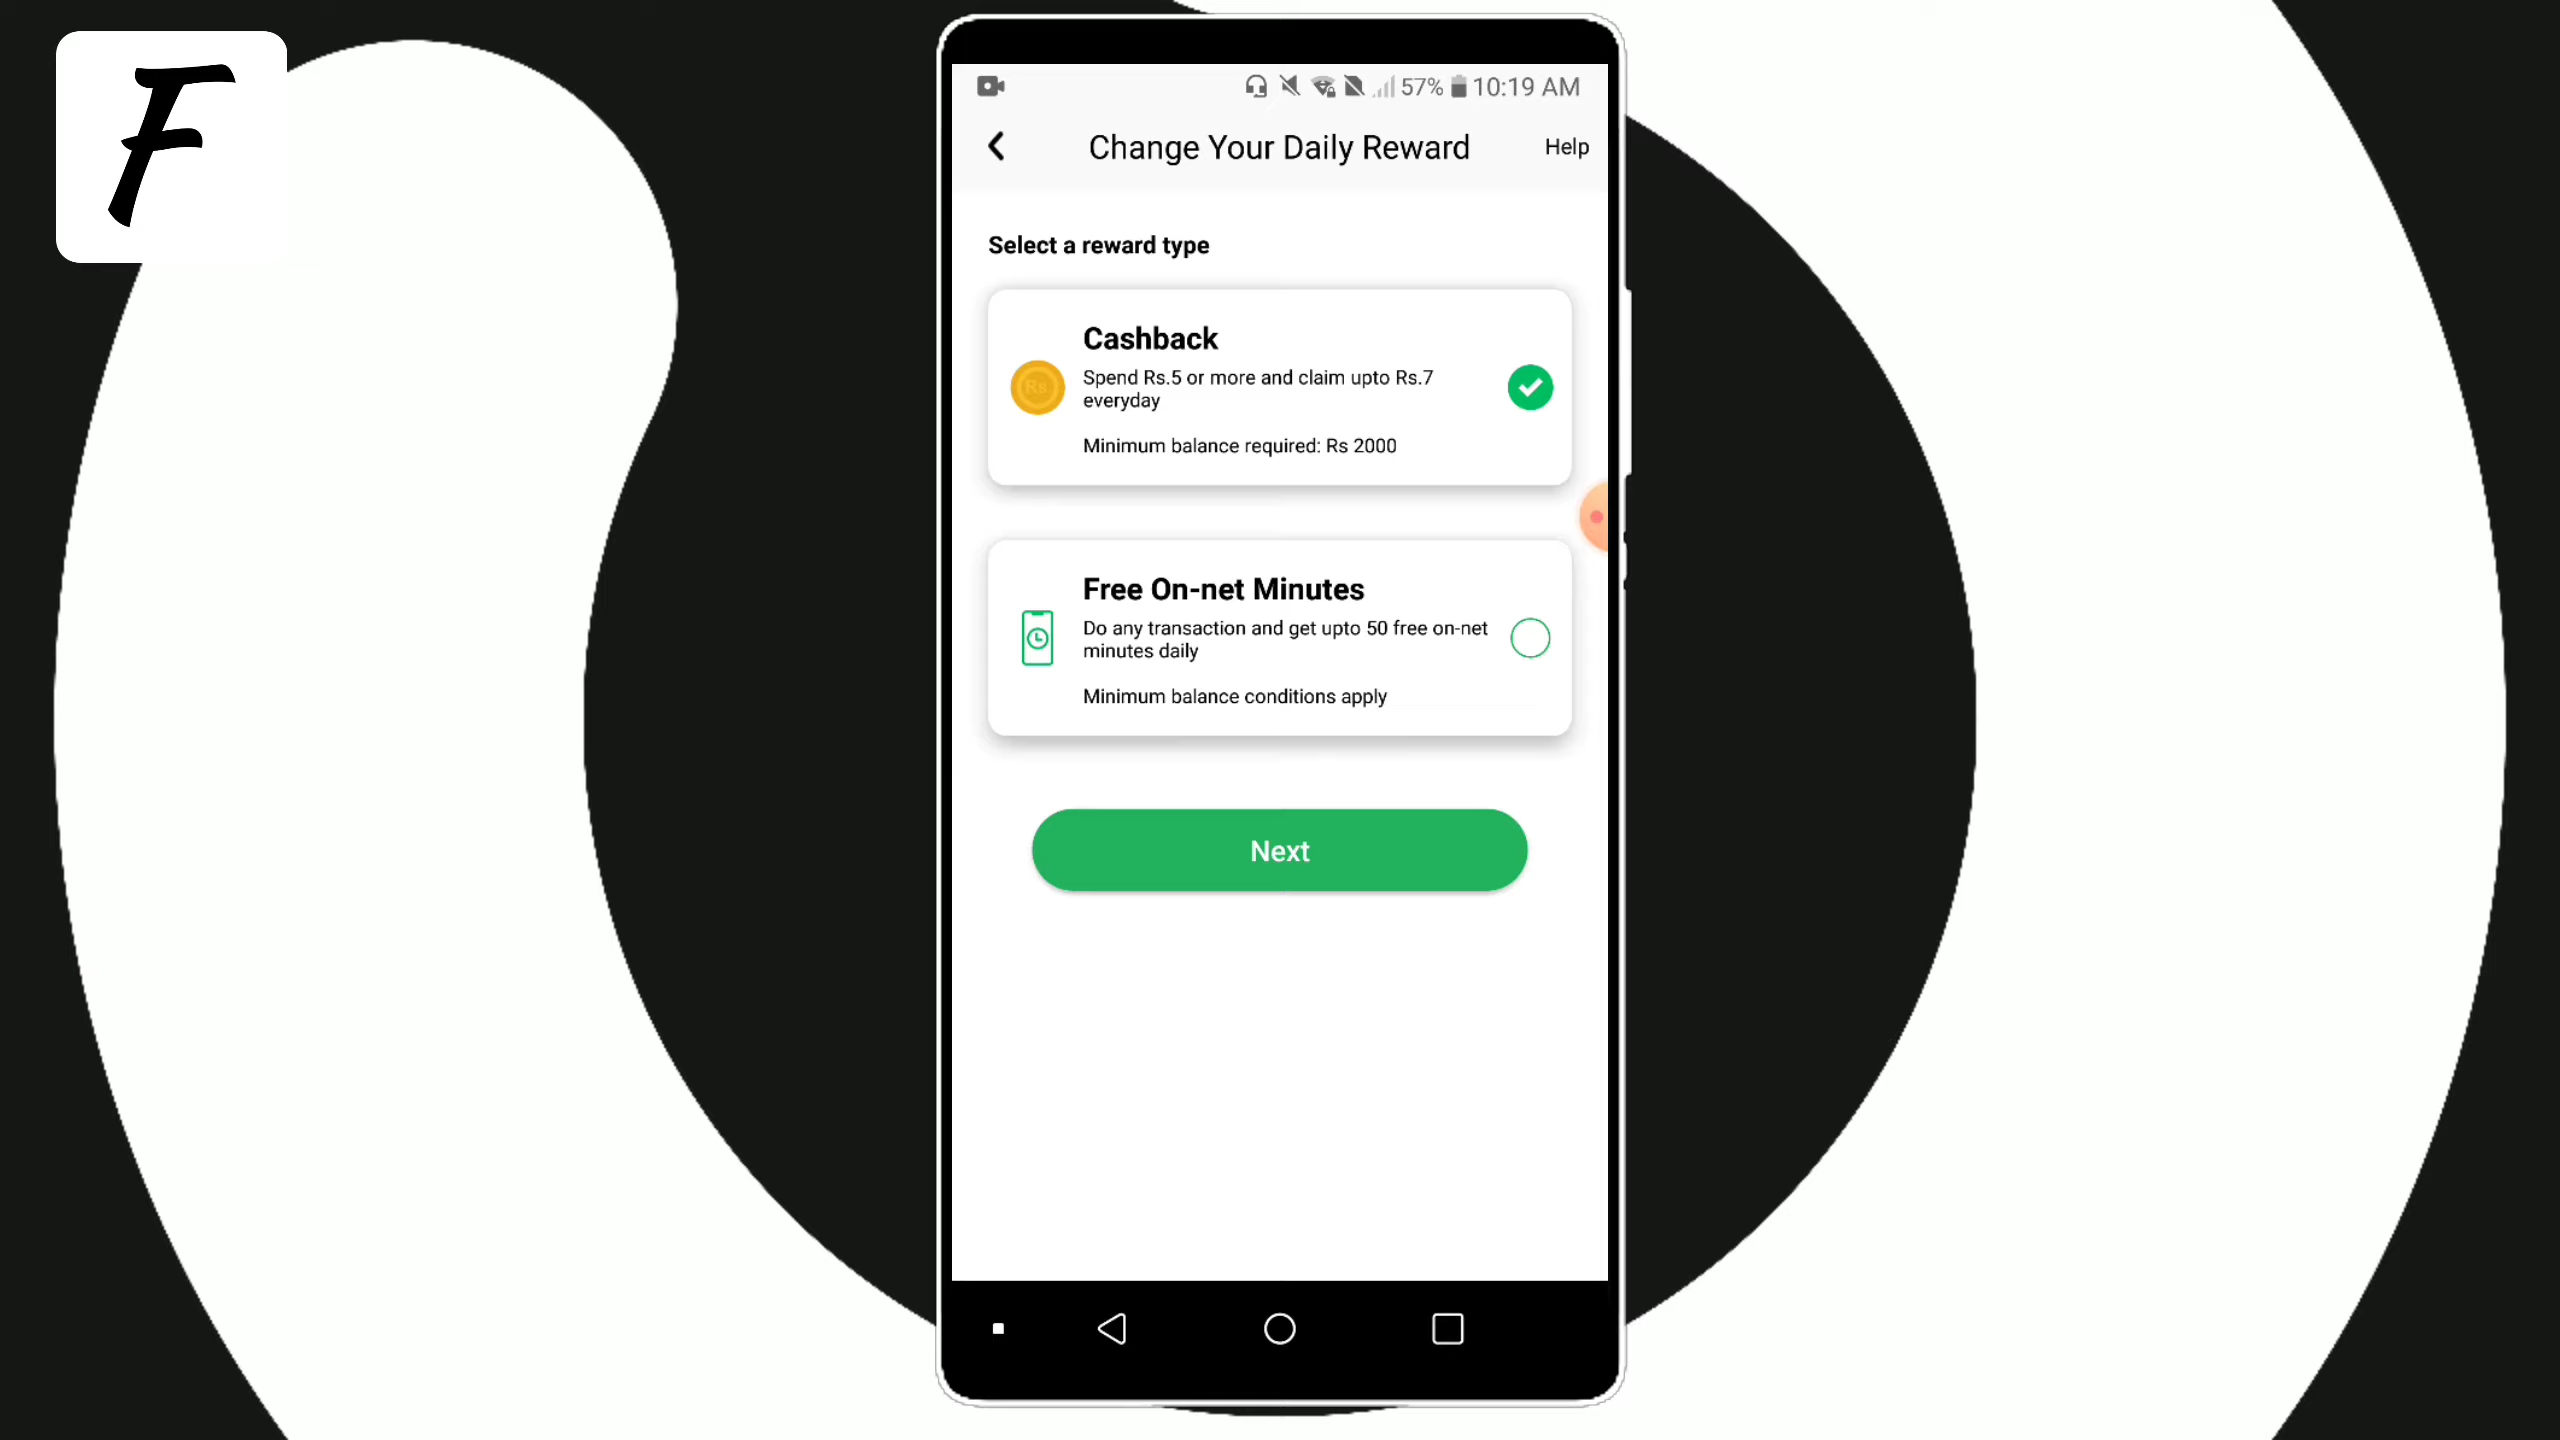 F
57% 10:19 AM
Change Your Daily Reward
Help
Select a reward type
Cashback
Rs
Spend Rs.5 or more and claim upto Rs.7
everyday
Minimum balance required: Rs 2000
Free On-net Minutes
Do any transaction and get upto 50 free on-net
minutes daily
Minimum balance conditions apply
Next